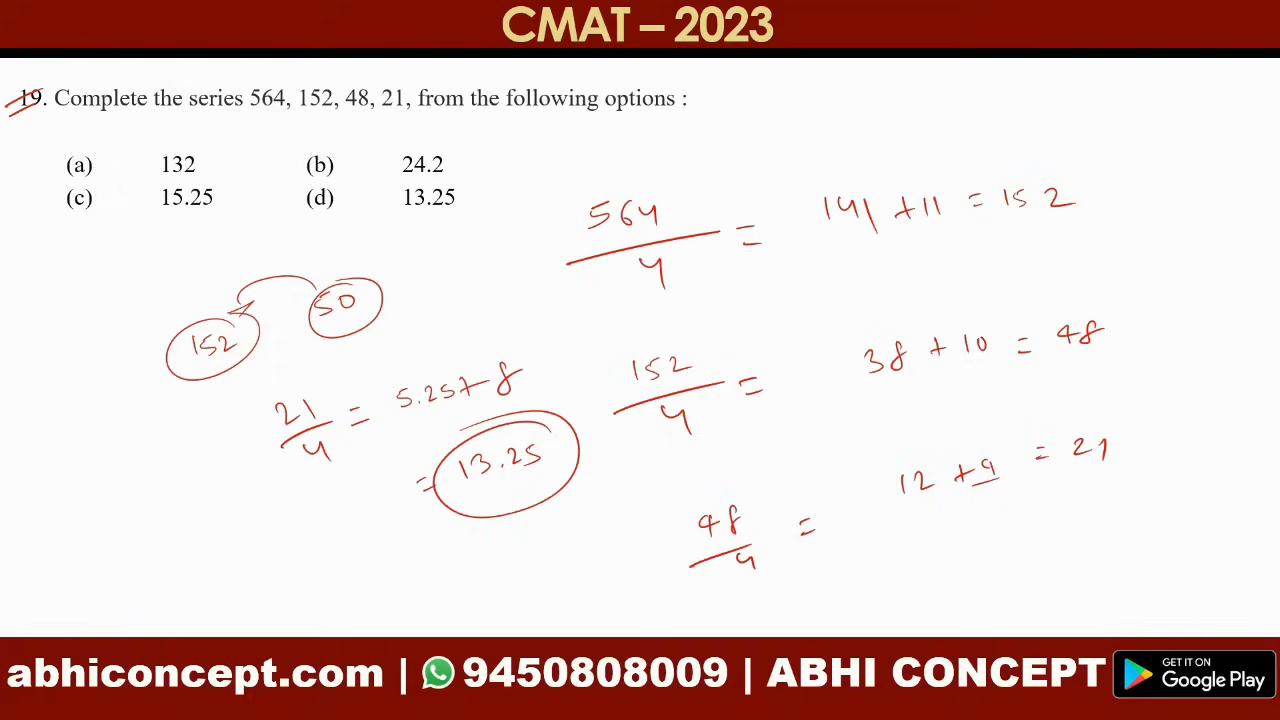 CMAT – 2023
19. Complete the series 564, 152, 48, 21, from the following options :
(a) 132 (b) 24.2
(c) 15.25 (d) 13.25
564/4 = 141 + 11 = 152
152 50
152/4 = 38 + 10 = 48
21/4 = 5.25 + 8
= 13.25
48/4 = 12 + 9 = 21
abhiconcept.com | 9450808009 | ABHI CONCEPT
GET IT ON
Google Play